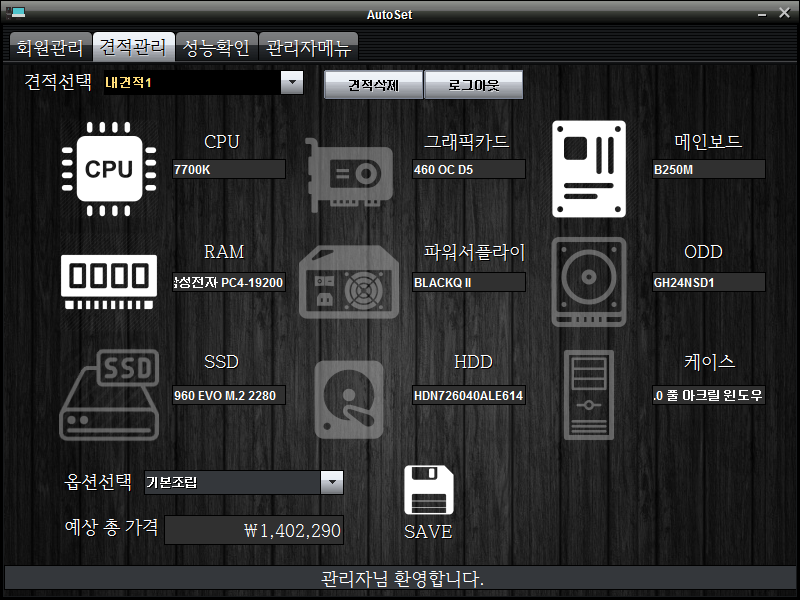 AutoSet
회원관리 견적관리 성능확인 관리자메뉴
견적선택 내견적1 견적삭제 로그아웃
CPU 그래픽카드 메인보드
CPU 7700K 460 OC D5 B250M
RAM 파워서플라이 ODD
삼성전자 PC4-19200 BLACKQ II GH24NSD1
SSD HDD 케이스
SSD
960 EVO M.2 2280 HDN726040ALE614 .0 풀 아크릴 윈도우
옵션선택 기본조립
예상 총 가격 ₩1,402,290
SAVE
관리자님 환영합니다.